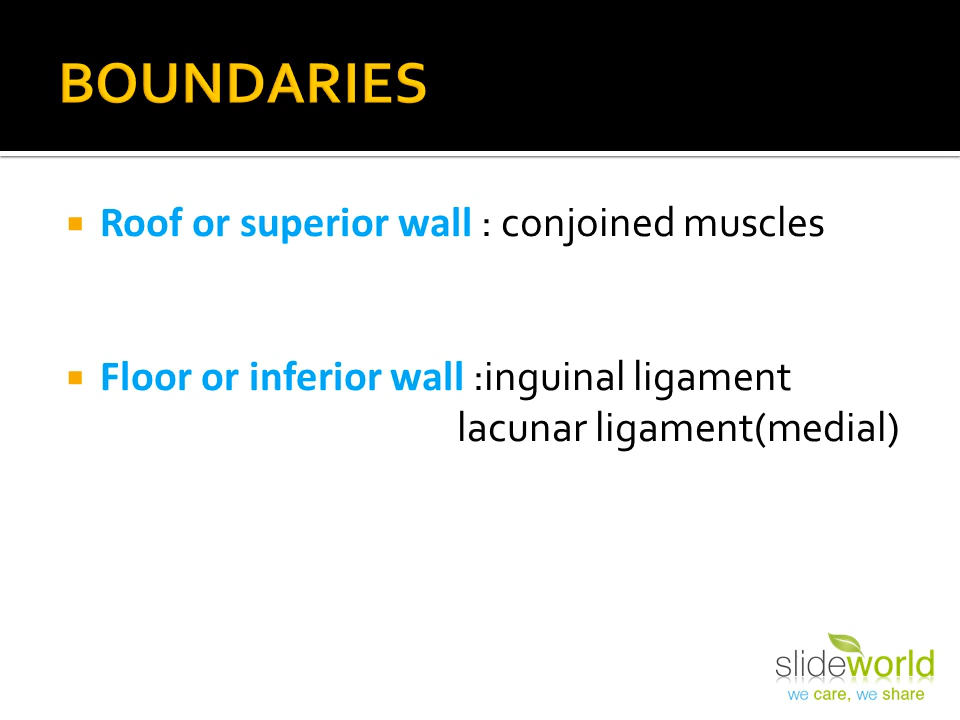 BOUNDARIES
Roof or superior wall : conjoined muscles
Floor or inferior wall :inguinal ligament
lacunar ligament(medial)
slideworld
we care, we share